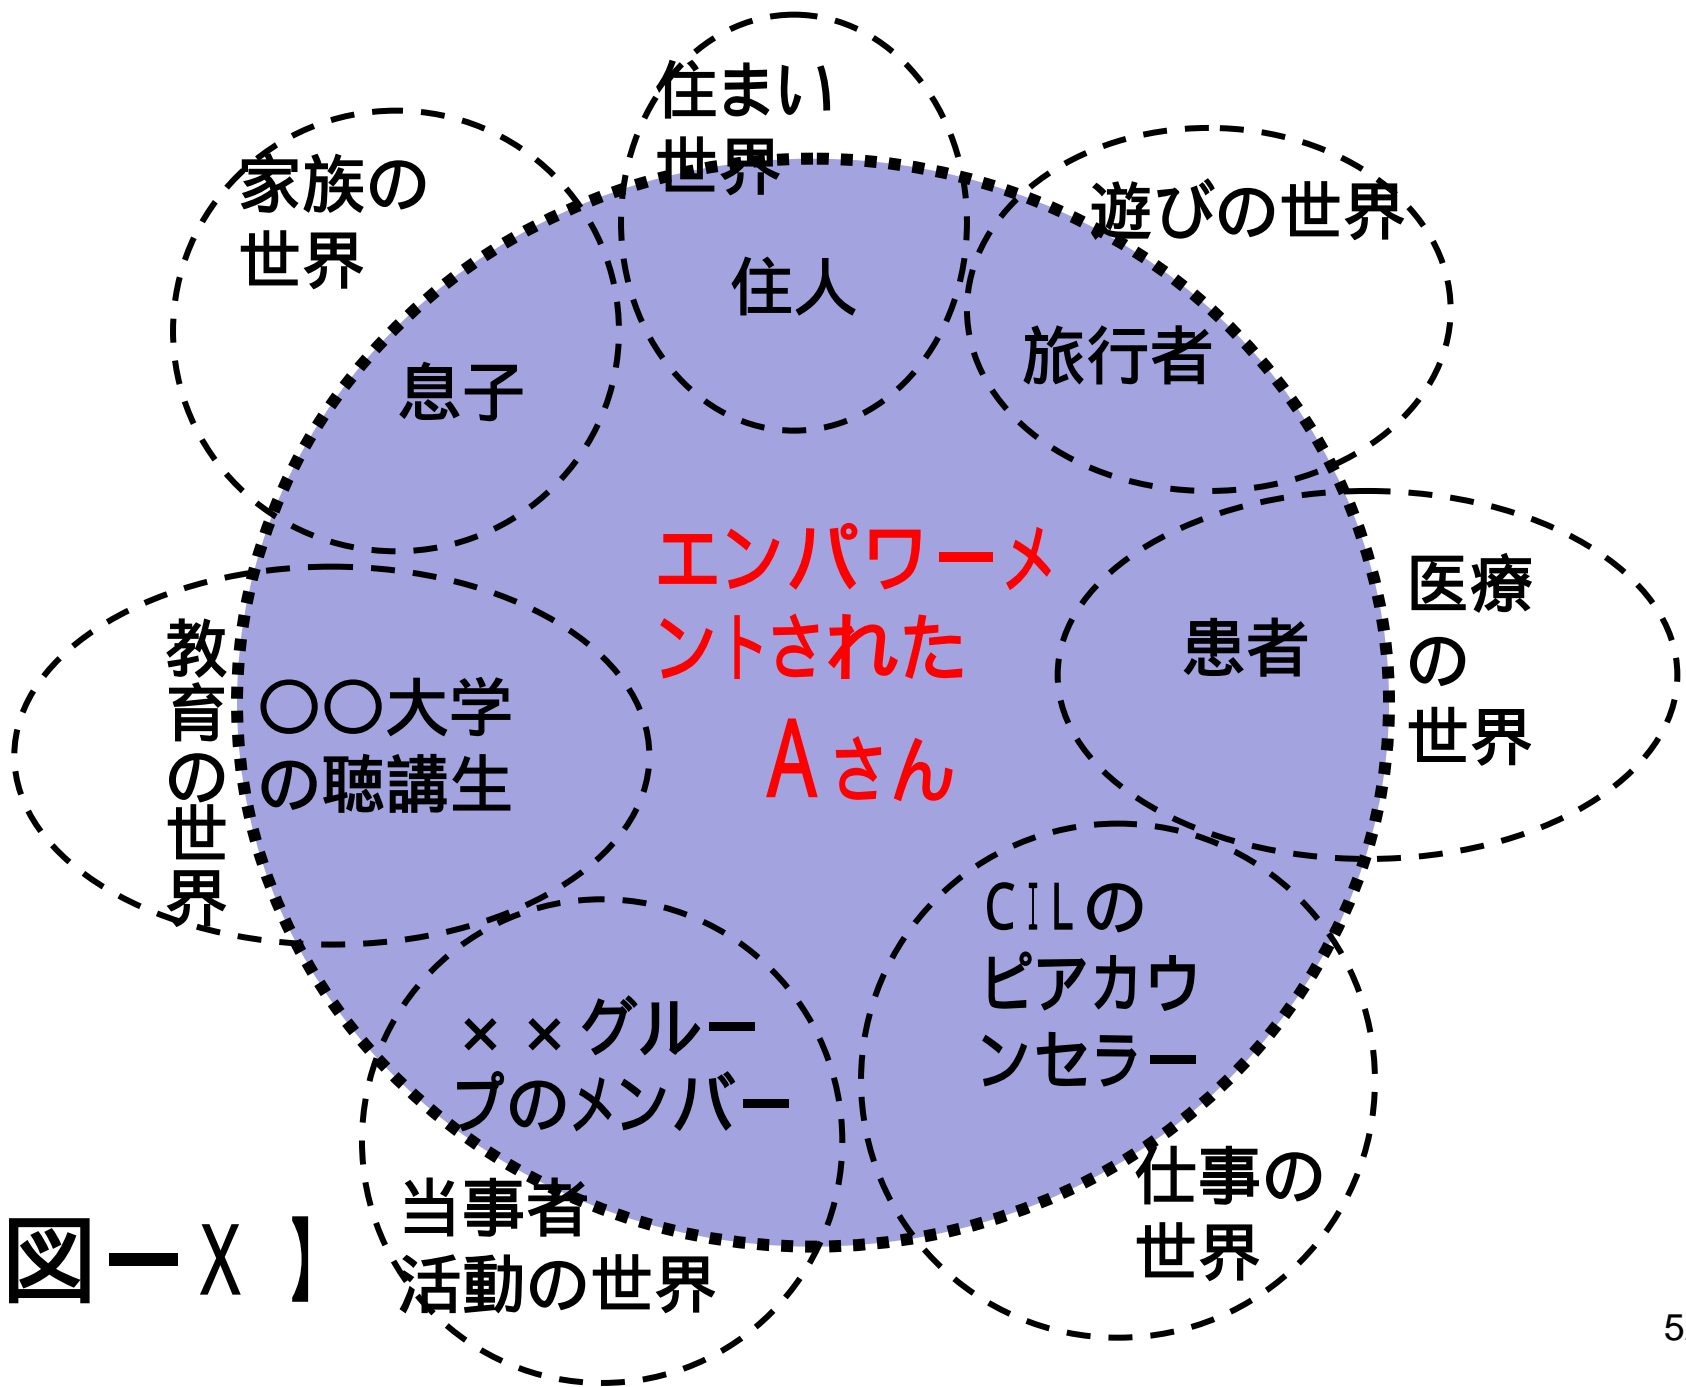 住まい
世界
家族の
世界
遊びの世界
住人
旅行者
息子
エンパワーメ
ントされた
Aさん
医療
の
世界
患者
教育の世界
〇〇大学
の聴講生
CILの
ピアカウ
ンセラー
××グルー
プのメンバー
仕事の
世界
当事者
活動の世界
図ーX 】
5